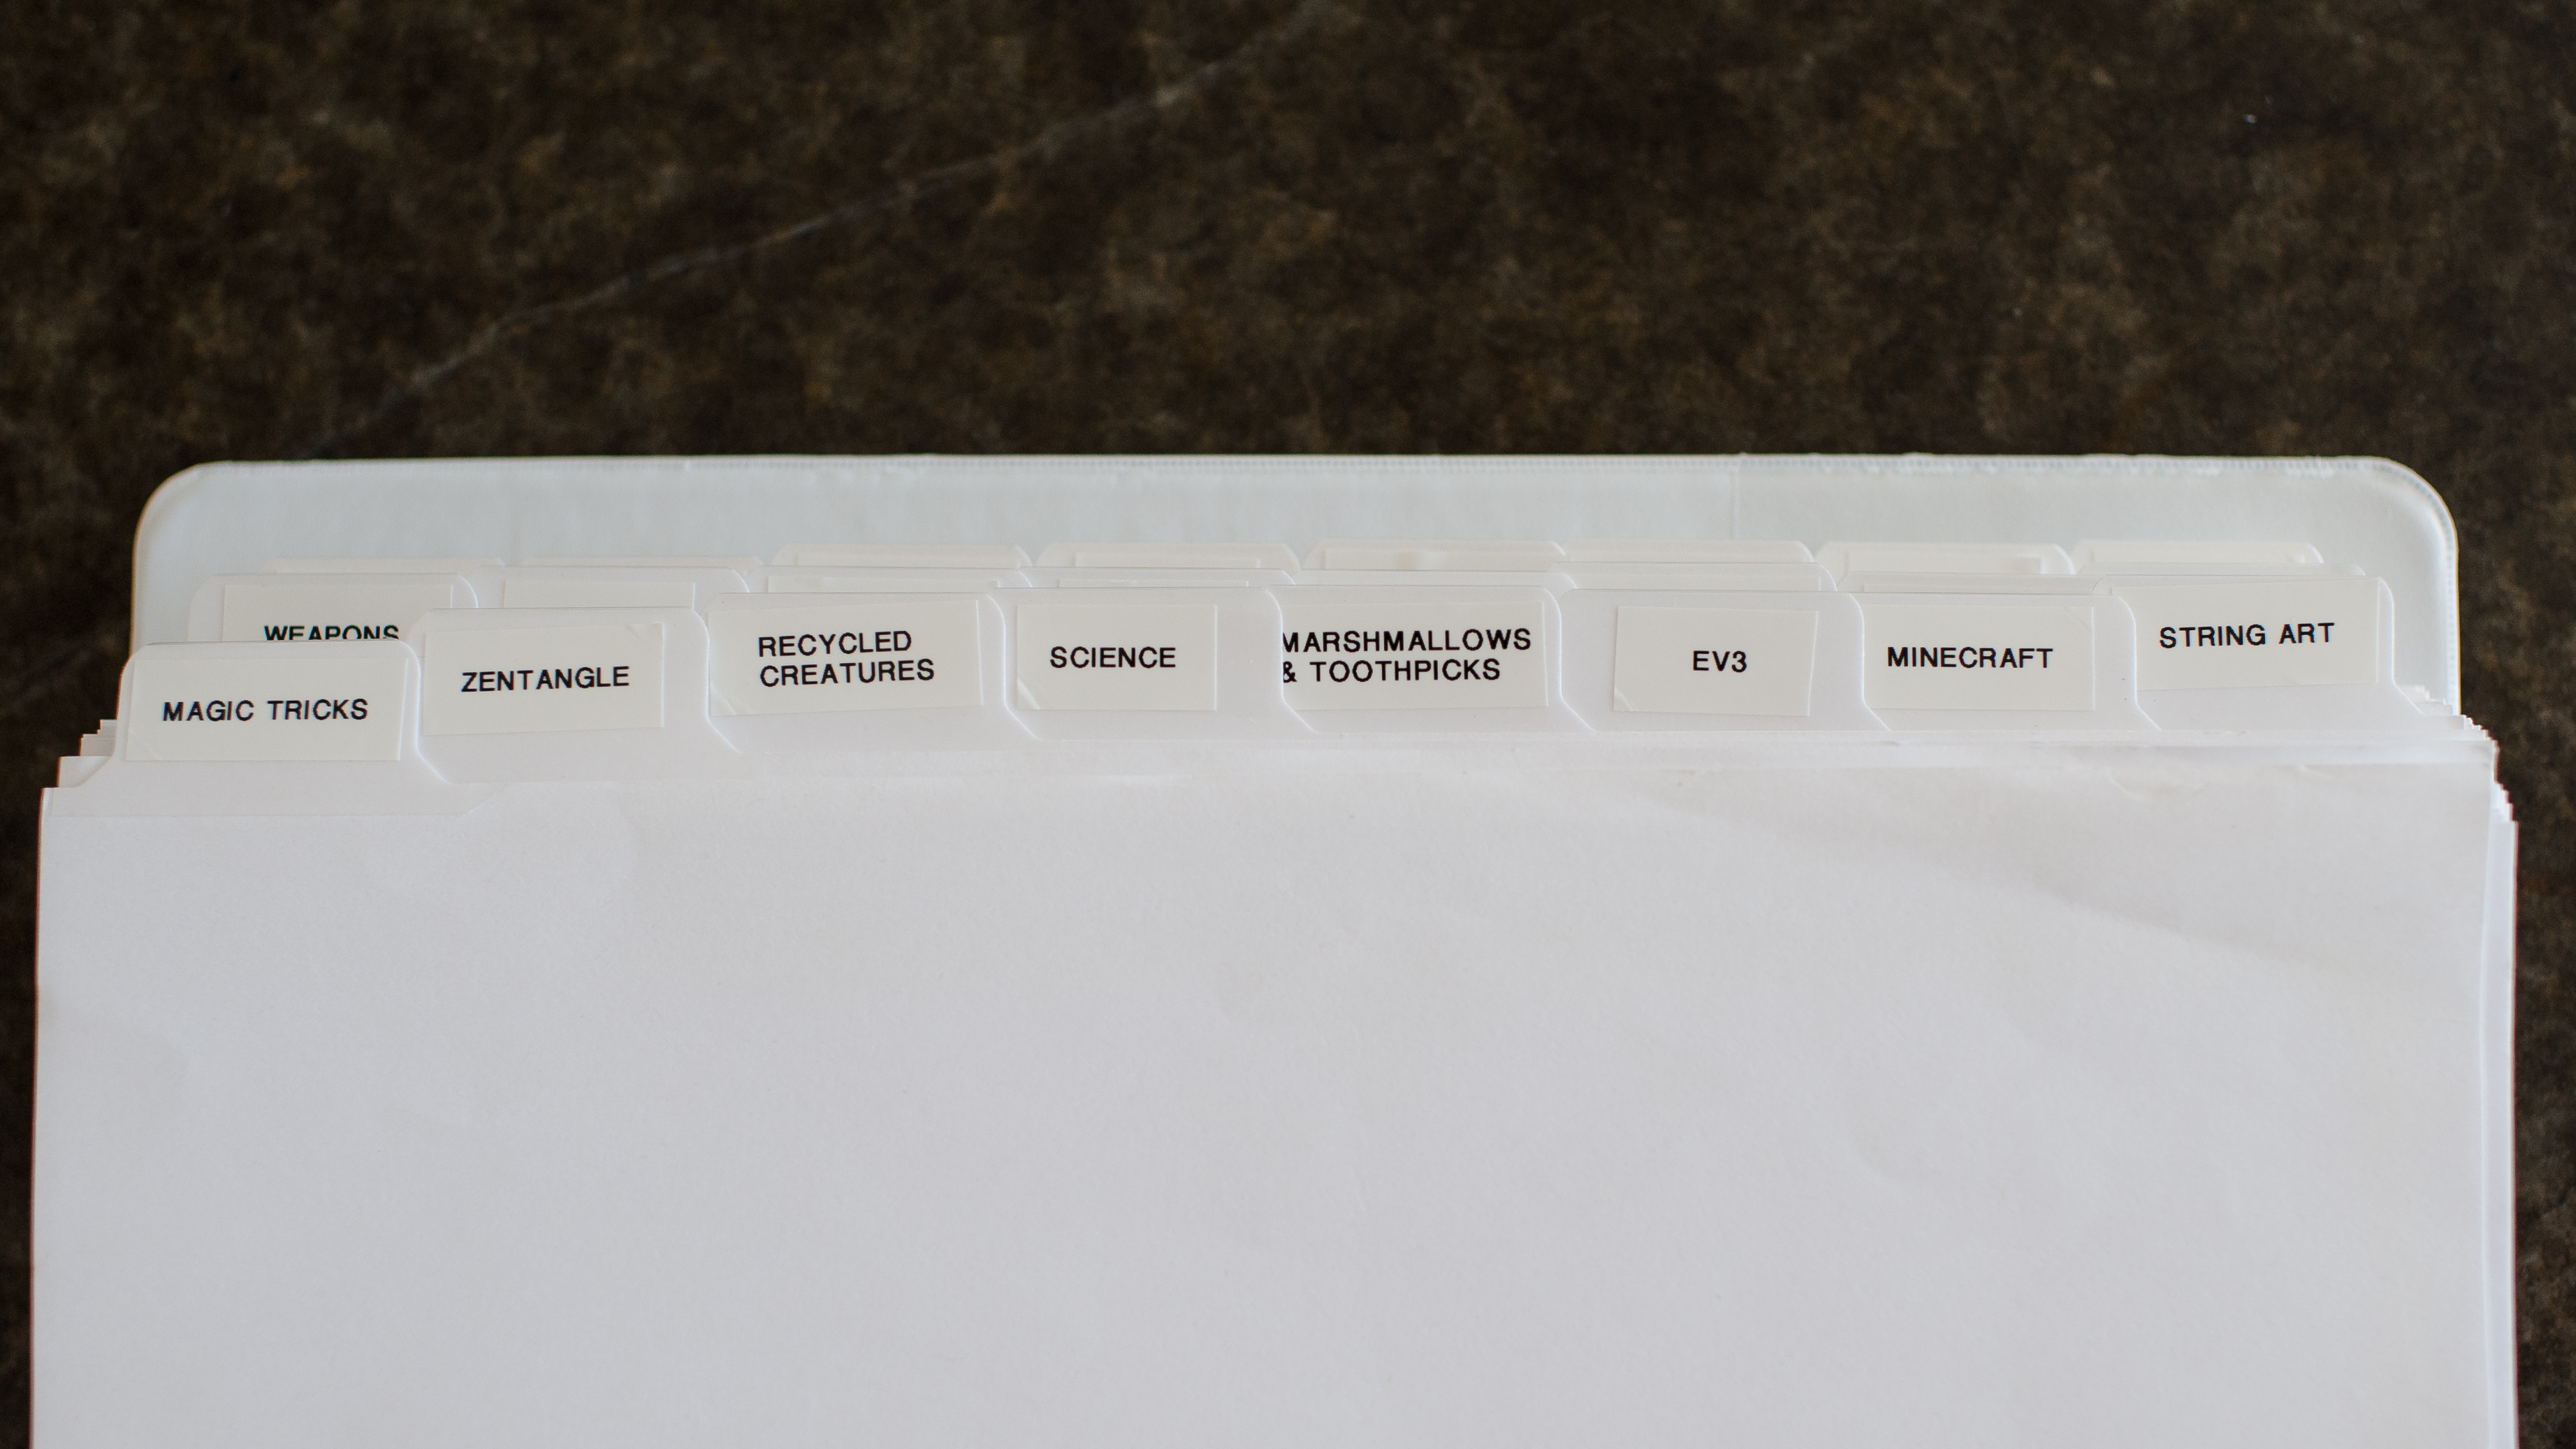 WEAPONS
MAGIC TRICKS
ZENTANGLE
RECYCLED
CREATURES
SCIENCE
MARSHMALLOWS
& TOOTHPICKS
EV3
MINECRAFT
STRING ART